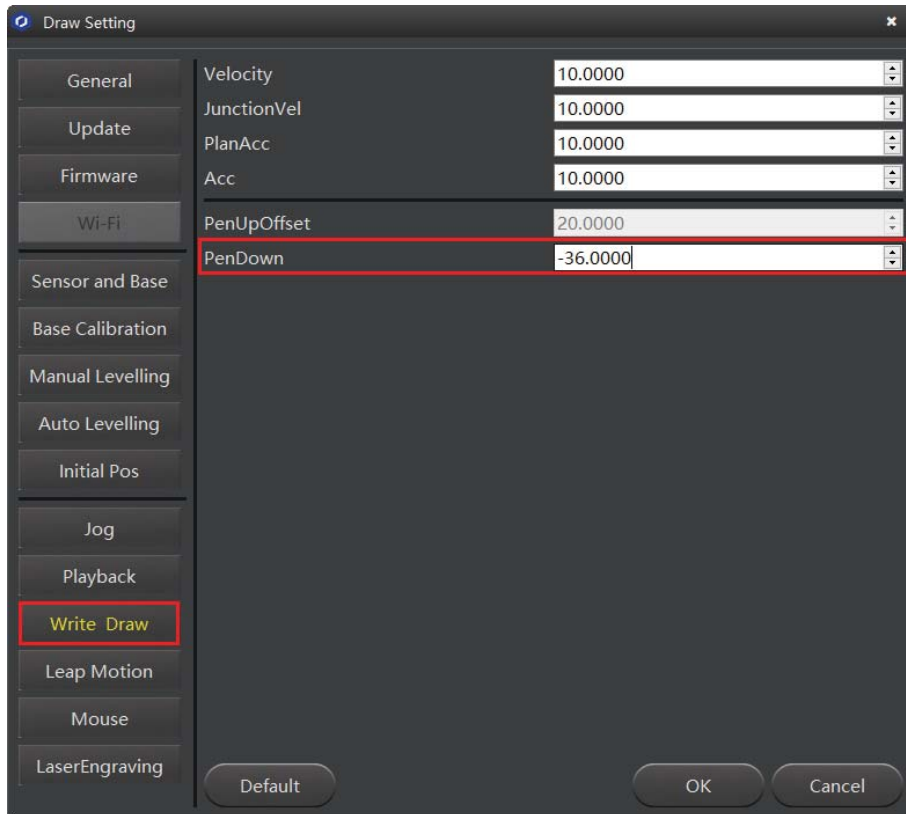 Draw Setting
General
Update
Firmware
Wi-Fi
Sensor and Base
Base Calibration
Manual Levelling
Auto Levelling
Initial Pos
Jog
Playback
Write Draw
Leap Motion
Mouse
LaserEngraving
Velocity 10.0000
JunctionVel 10.0000
PlanAcc 10.0000
Acc 10.0000
PenUpOffset 20.0000
PenDown -36.0000
Default OK Cancel